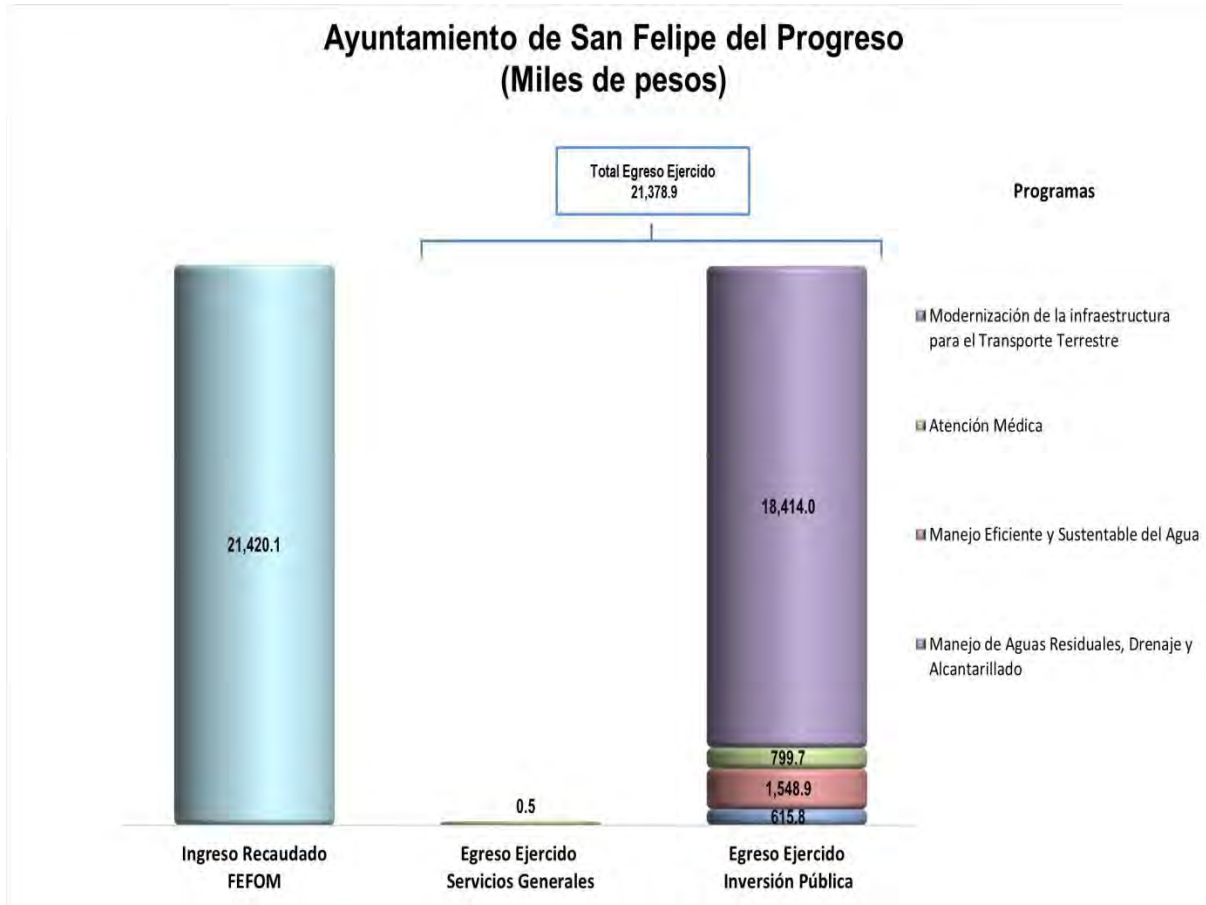 Ayuntamiento de San Felipe del Progreso
(Miles de pesos)
Total Egreso Ejercido
21,378.9
Programas
Modernización de la infraestructura
para el Transporte Terrestre
Atención Médica
18,414.0
21,420.1
Manejo Eficiente y Sustentable del Agua
Manejo de Aguas Residuales, Drenaje y
Alcantarillado
799.7
1,548.9
0.5
615.8
Ingreso Recaudado
FEFOM
Egreso Ejercido
Servicios Generales
Egreso Ejercido
Inversión Pública